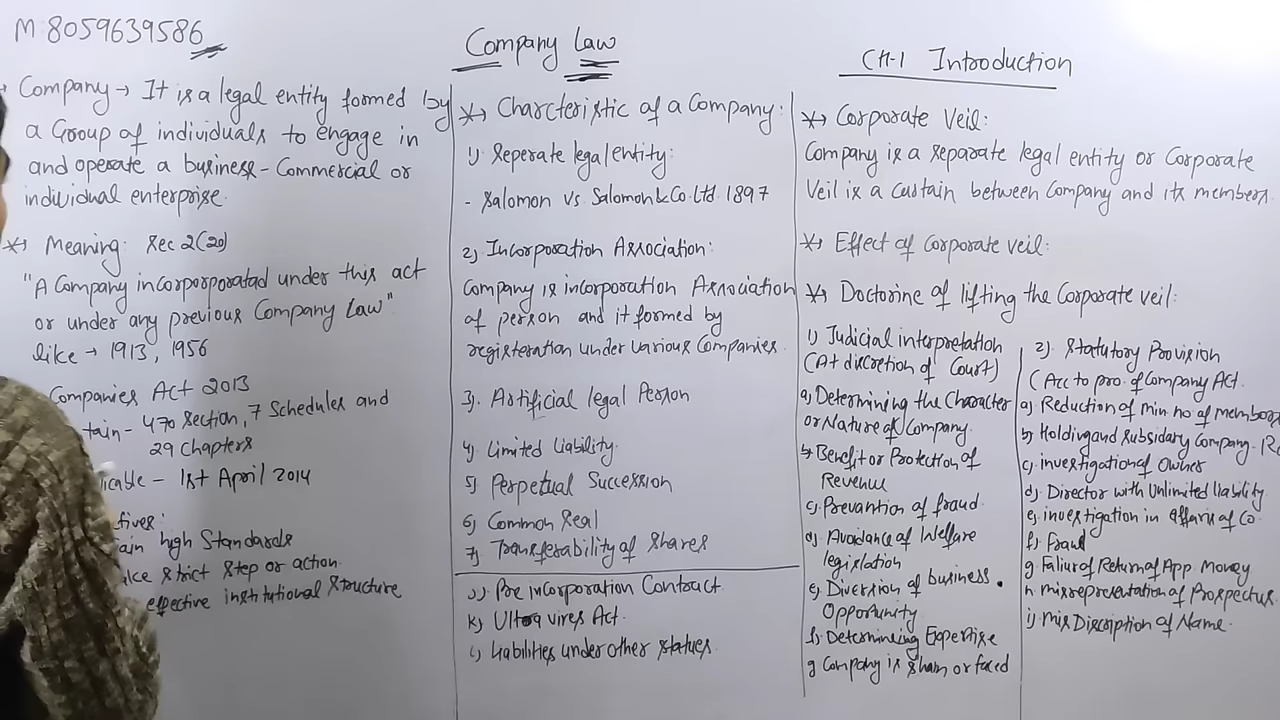 M:8059639586
Company Law
CH-1 Introduction
Company → It is a legal entity formed by
a Group of individuals to engage in
and operate a business - Commercial or
individual enterprise.
* Meaning: Sec 2(20)
"A Company incorporporatad under this act
or under any previous Company Law"
like → 1913, 1956
Companies Act 2013
tain - 470 Section, 7 Schedules and
29 Chapters
icable - 1st April 2014
tives:
ain high Standards
ke strict step or action
effective institutional structure
* Charcteristic of a Company:
1) Seperate legal entity:
- Salomon vs Salomon & Co. Ltd. 1897
2) Incorporation Association:
Company is incorporation Association
of person and it formed by
registeration under various Companies.
3). Artificial legal Person
4). Limited Liability.
5) Perpetual Succession
6) Common Seal
7) Transferability of Shares
J) Pre incorporation Contract
K) Ultra vires Act.
L) Liabilities under other statues.
* Corporate Veil:
Company is a separate legal entity or Corporate
Veil is a custain between Company and its members.
* Effect of Corporate veil:
* Doctorine of lifting the Corporate veil:
1) Judicial interpretation
(At discretion of Court)
a) Determining the Character
or Nature of Company.
b. Benefit or Protection of
Revenue
c) Prevantion of fraud
d) Avoidance of Welfare
legislation
e) Diversion of business.
Opportunity
f) Determineing Expertise
g Company is sham or faced
2). Statutory Provision
(Acc to pro. of Company Act.
a) Reduction of min no of members
b) Holding and Subsidary Company.
c) investigation of Owner
d) Director with Unlimited liability
e) investigation in affairs of Co.
f) Fraud
g. Faliur of Return of App. Money
h. misrepresentation of Prospectus.
i) mis Discription of Name.